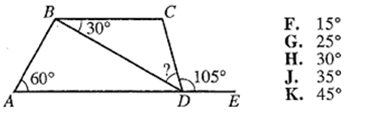 B C
30°
60° ? 105°
A D E
F. 15°
G. 25°
H. 30°
J. 35°
K. 45°